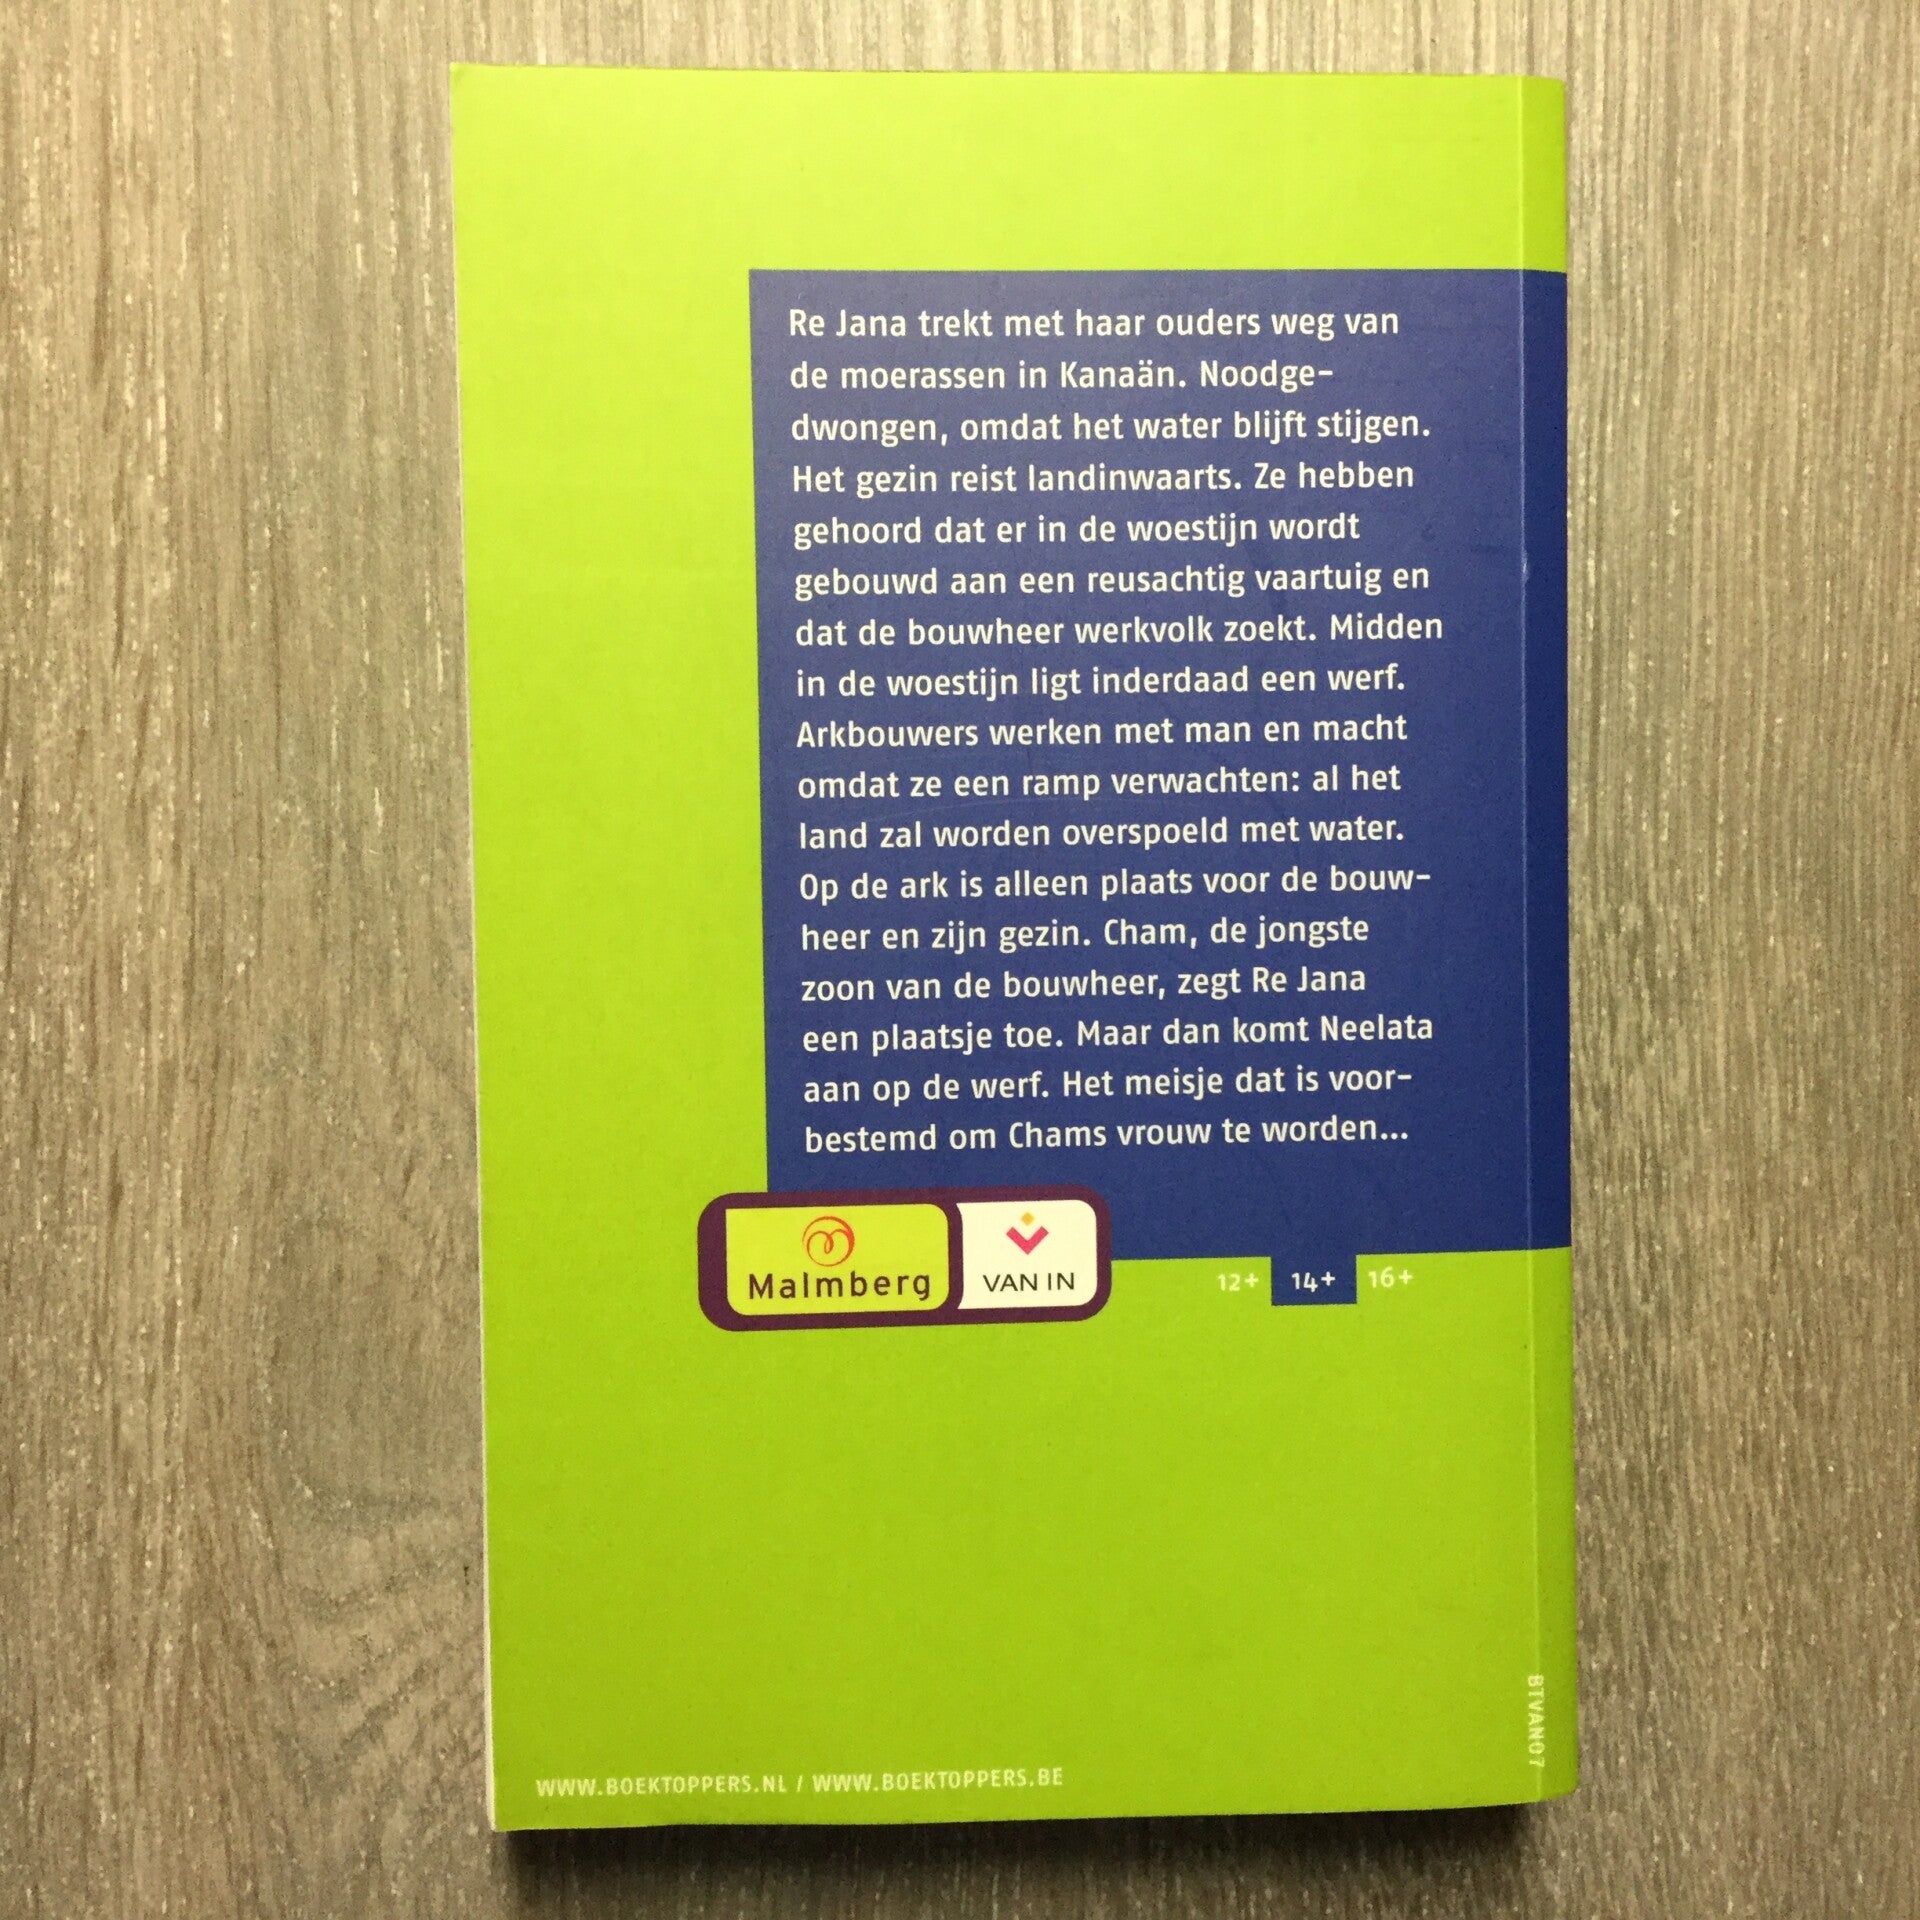 Re Jana trekt met haar ouders weg van
de moerassen in Kanaän. Noodge-
dwongen, omdat het water blijft stijgen.
Het gezin reist landinwaarts. Ze hebben
gehoord dat er in de woestijn wordt
gebouwd aan een reusachtig vaartuig en
dat de bouwheer werkvolk zoekt. Midden
in de woestijn ligt inderdaad een werf.
Arkbouwers werken met man en macht
omdat ze een ramp verwachten: al het
land zal worden overspoeld met water.
Op de ark is alleen plaats voor de bouw-
heer en zijn gezin. Cham, de jongste
zoon van de bouwheer, zegt Re Jana
een plaatsje toe. Maar dan komt Neelata
aan op de werf. Het meisje dat is voor-
bestemd om Chams vrouw te worden...
Malmberg
VAN IN
12+ 14+ 16+
BTVAN07
WWW.BOEKTOPPERS.NL / WWW.BOEKTOPPERS.BE